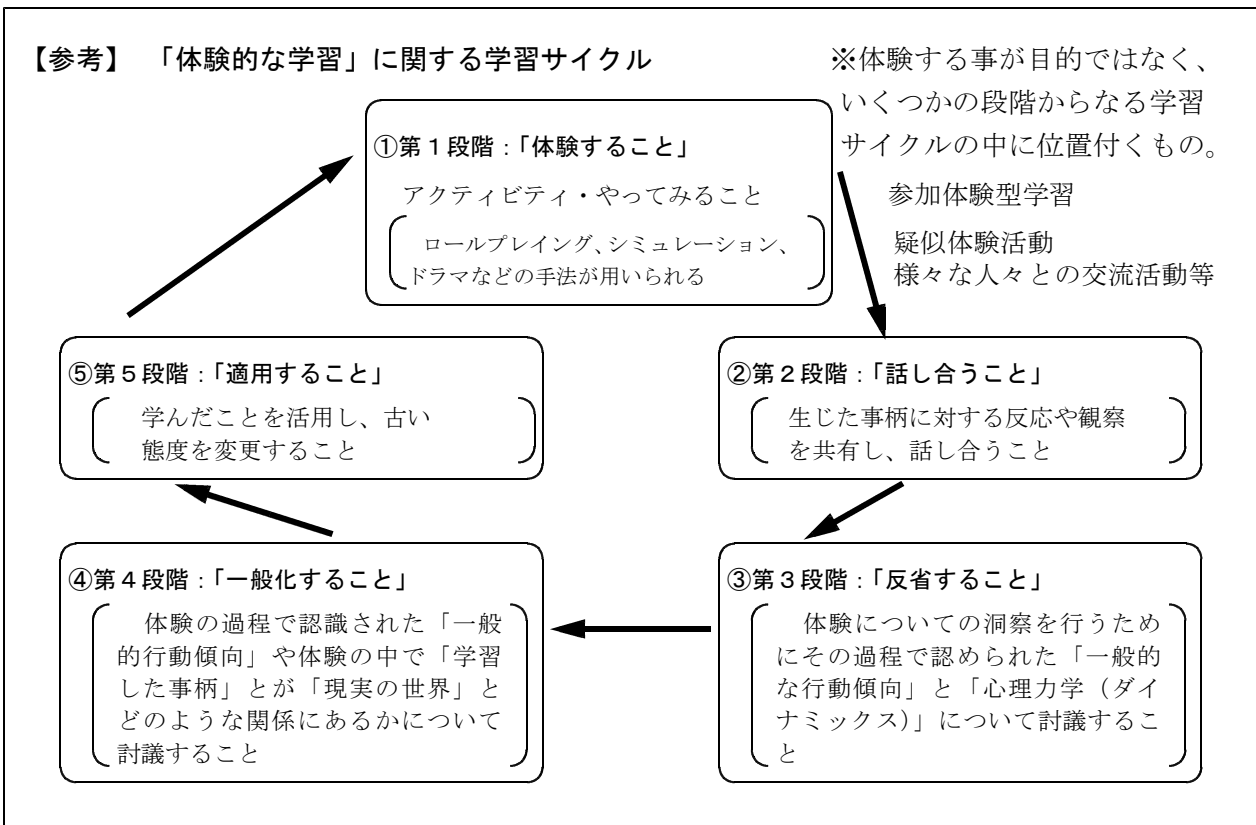 【参考】 「体験的な学習」に関する学習サイクル
※体験する事が目的ではなく、
いくつかの段階からなる学習
サイクルの中に位置付くもの。
①第１段階：「体験すること」
アクティビティ・やってみること
ロールプレイング、シミュレーション、
ドラマなどの手法が用いられる
参加体験型学習
疑似体験活動
様々な人々との交流活動等
②第２段階：「話し合うこと」
生じた事柄に対する反応や観察
を共有し、話し合うこと
③第３段階：「反省すること」
体験についての洞察を行うため
にその過程で認められた「一般的
な行動傾向」と「心理力学（ダイ
ナミックス）」について討議するこ
と
④第４段階：「一般化すること」
体験の過程で認識された「一般
的行動傾向」や体験の中で「学習
した事柄」とが「現実の世界」と
どのような関係にあるかについて
討議すること
⑤第５段階：「適用すること」
学んだことを活用し、古い
態度を変更すること